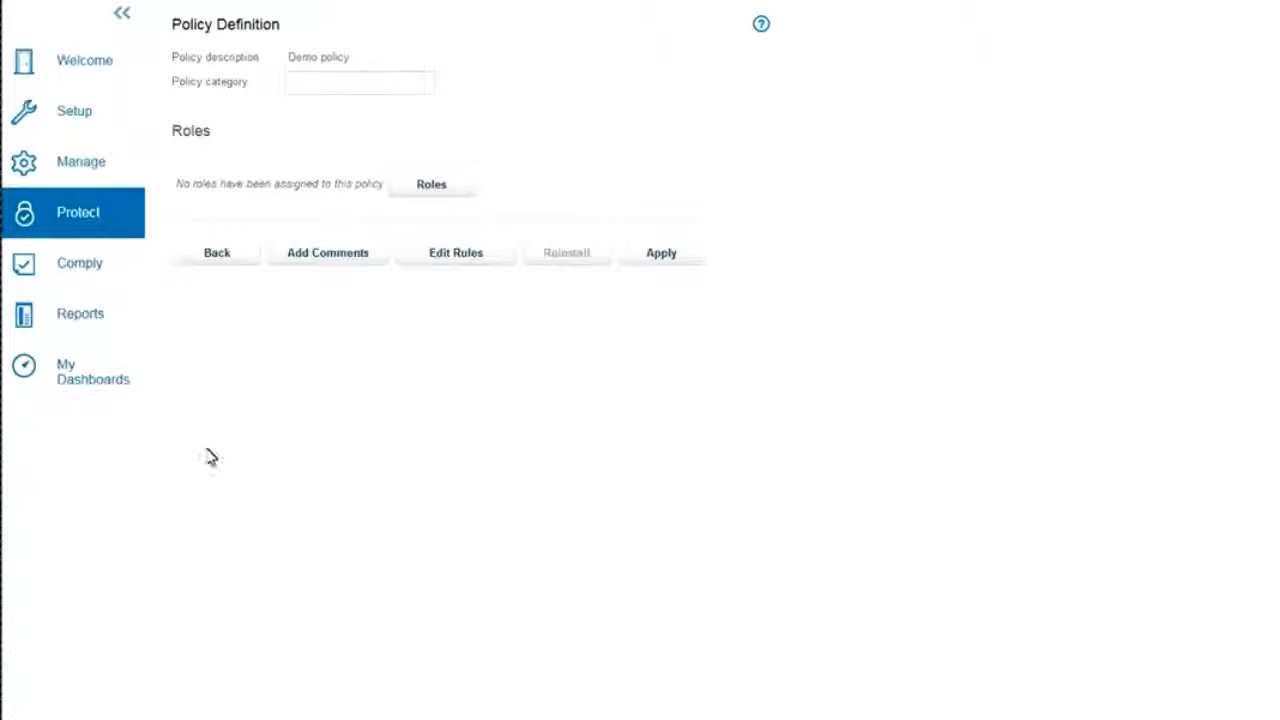 Policy Definition
Policy description Demo policy
Policy category
Roles
No roles have been assigned to this policy Roles
Back Add Comments Edit Rules Reinstall Apply
Welcome
Setup
Manage
Protect
Comply
Reports
My
Dashboards